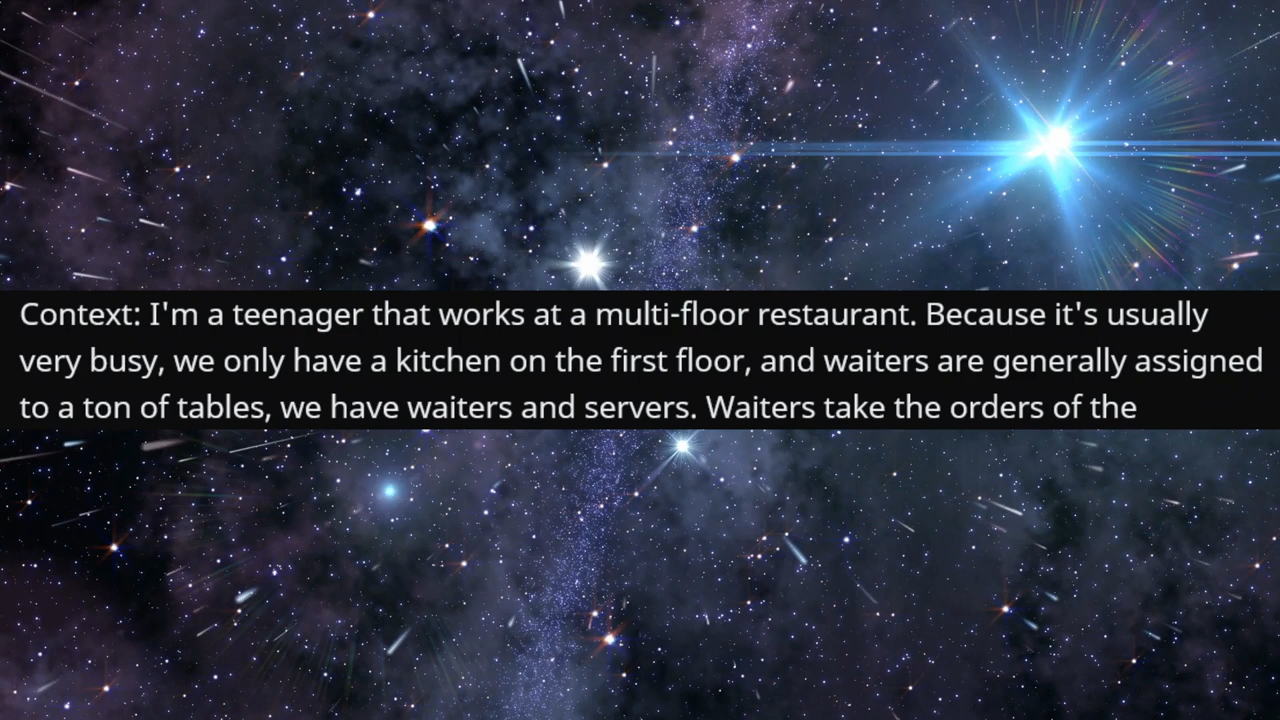 Context: I'm a teenager that works at a multi-floor restaurant. Because it's usually
very busy, we only have a kitchen on the first floor, and waiters are generally assigned
to a ton of tables, we have waiters and servers. Waiters take the orders of the